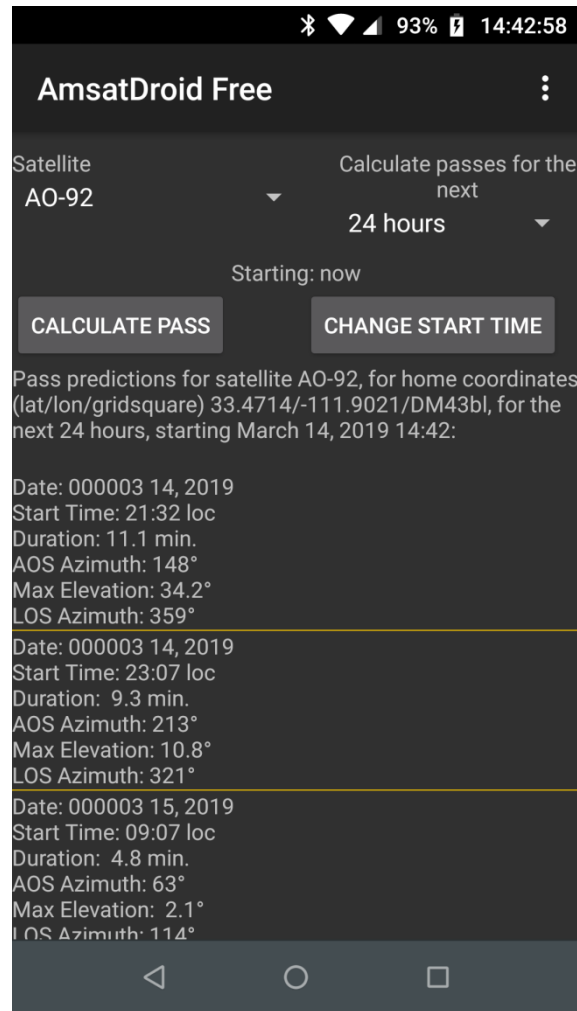 93% 14:42:58
AmsatDroid Free
Satellite
AO-92
Calculate passes for the
next
24 hours
Starting: now
CALCULATE PASS
CHANGE START TIME
Pass predictions for satellite AO-92, for home coordinates
(lat/lon/gridsquare) 33.4714/-111.9021/DM43bl, for the
next 24 hours, starting March 14, 2019 14:42:
Date: 000003 14, 2019
Start Time: 21:32 loc
Duration: 11.1 min.
AOS Azimuth: 148°
Max Elevation: 34.2°
LOS Azimuth: 359°
Date: 000003 14, 2019
Start Time: 23:07 loc
Duration:  9.3 min.
AOS Azimuth: 213°
Max Elevation: 10.8°
LOS Azimuth: 321°
Date: 000003 15, 2019
Start Time: 09:07 loc
Duration:  4.8 min.
AOS Azimuth: 63°
Max Elevation:  2.1°
LOS Azimuth: 114°